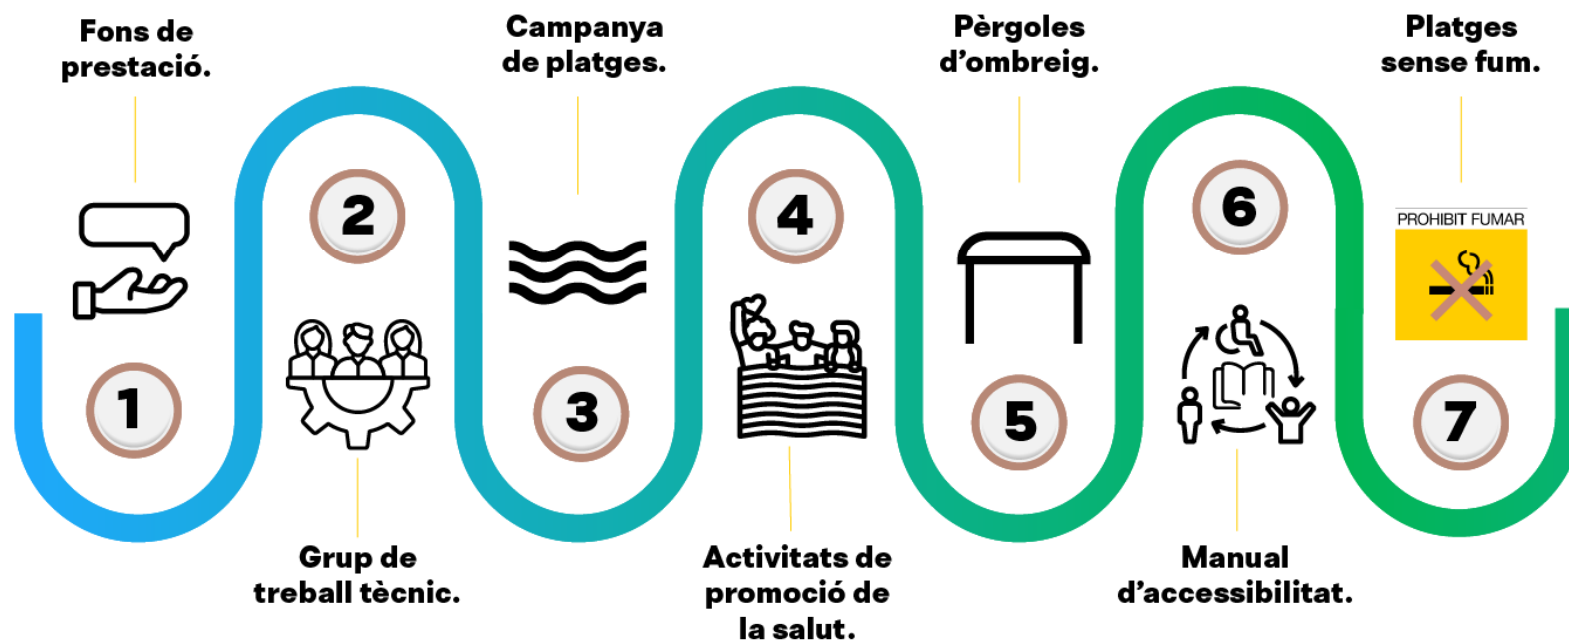 Fons de
prestació.
1
2
Grup de
treball tècnic.
Campanya
de platges.
3
4
Activitats de
promoció de
la salut.
Pèrgoles
d’ombreig.
5
6
Manual
d’accessibilitat.
Platges
sense fum.
PROHIBIT FUMAR
7